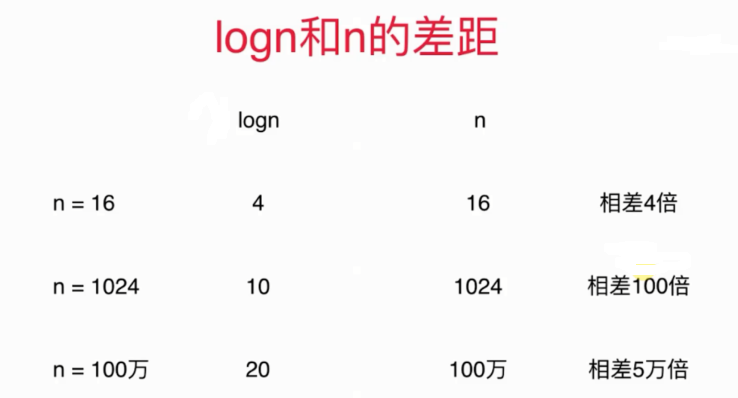 logn和n的差距
logn n
n = 16 4 16 相差4倍
n = 1024 10 1024 相差100倍
n = 100万 20 100万 相差5万倍